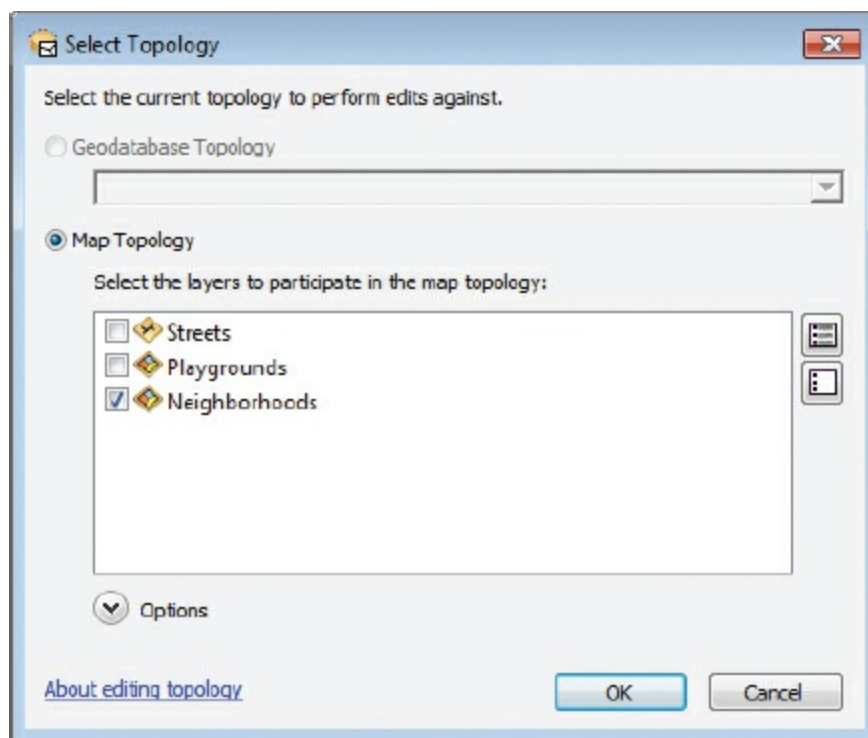 Select Topology
Select the current topology to perform edits against.
Geodatabase Topology
Map Topology
Select the layers to participate in the map topology:
Streets
Playgrounds
Neighborhoods
Options
About editing topology
OK
Cancel